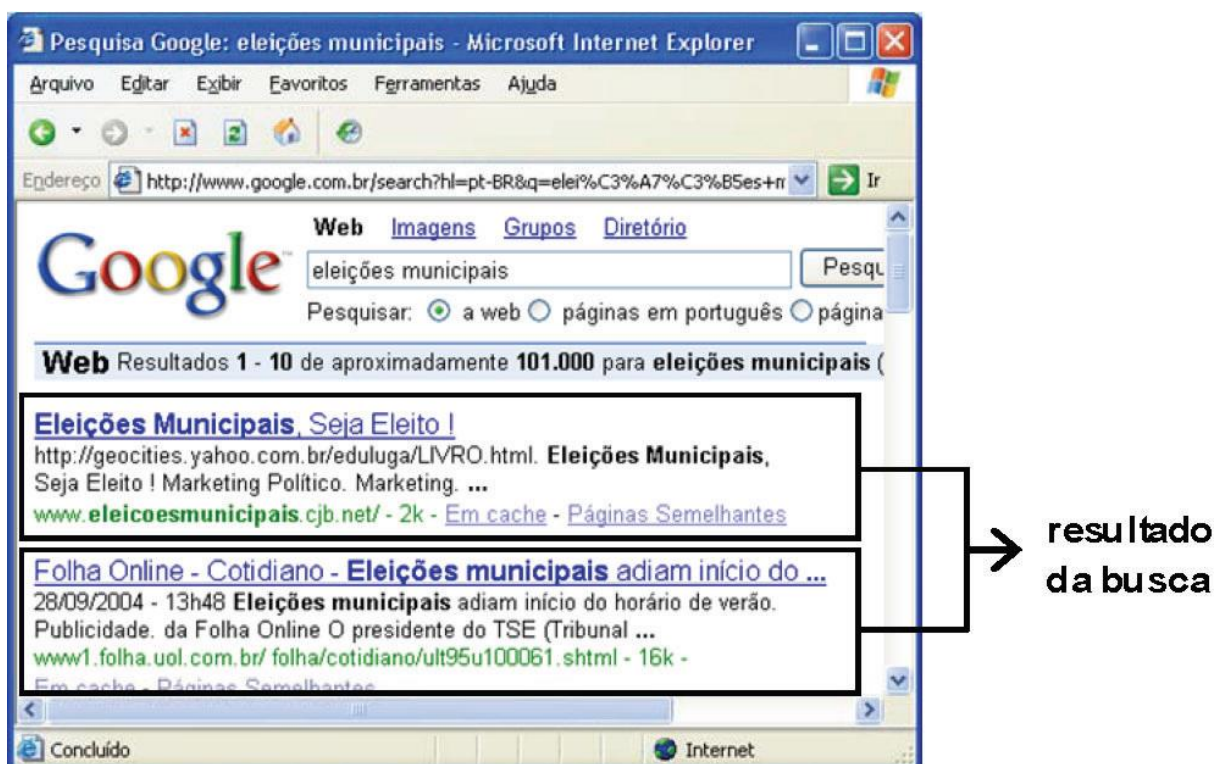 Pesquisa Google: eleições municipais - Microsoft Internet Explorer
Arquivo Editar Exibir Favoritos Ferramentas Ajuda
Endereço http://www.google.com.br/search?hl=pt-BR&q=elei%C3%A7%C3%B5es+m Ir
Web Imagens Grupos Diretório
Google™
eleições municipais Pesqu
Pesquisar: a web páginas em português página
Web Resultados 1 - 10 de aproximadamente 101.000 para eleições municipais (
Eleições Municipais, Seja Eleito !
http://geocities.yahoo.com.br/eduluga/LIVRO.html. Eleições Municipais,
Seja Eleito ! Marketing Político. Marketing. ...
www.eleicoesmunicipais.cjb.net/ - 2k - Em cache - Páginas Semelhantes
Folha Online - Cotidiano - Eleições municipais adiam início do ...
28/09/2004 - 13h48 Eleições municipais adiam início do horário de verão.
Publicidade. da Folha Online O presidente do TSE (Tribunal ...
www1.folha.uol.com.br/ folha/cotidiano/ult95u100061.shtml - 16k -
Em cache - Páginas Semelhantes
resultado
da busca
Concluído Internet